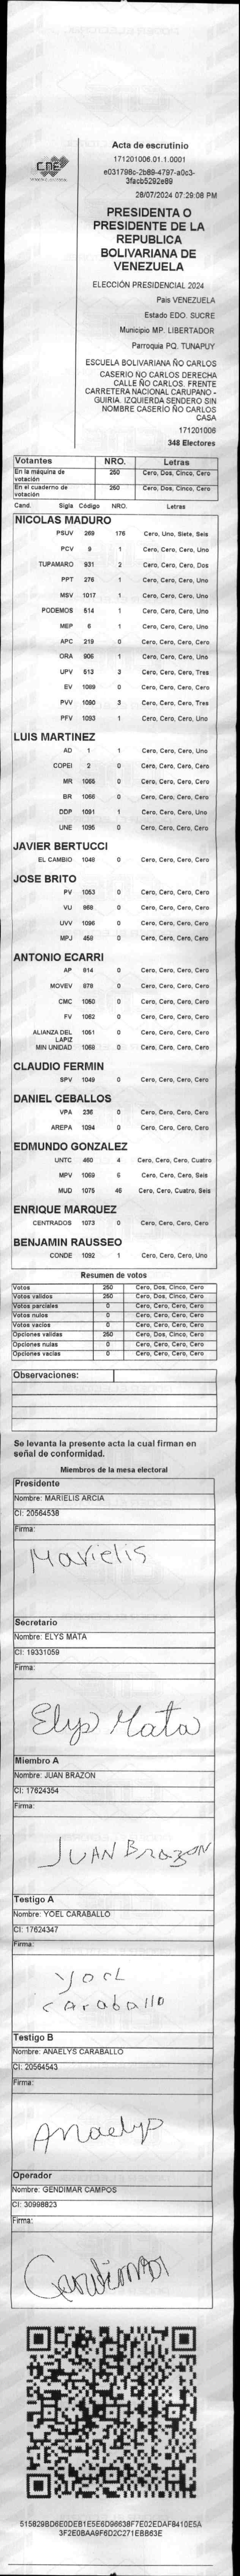 CNE
Acta de escrutinio
171201006.01.1.0001
e031798c-2b89-4797-a0c3-
3facb5292e89
28/07/2024 07:29:08 PM
PRESIDENTA O
PRESIDENTE DE LA
REPUBLICA
BOLIVARIANA DE
VENEZUELA
ELECCIÓN PRESIDENCIAL 2024
Pais VENEZUELA
Estado EDO. SUCRE
Municipio MP. LIBERTADOR
Parroquia PQ. TUNAPUY
ESCUELA BOLIVARIANA ÑO CARLOS
CASERIO ÑO CARLOS DERECHA
CALLE ÑO CARLOS. FRENTE
CARRETERA NACIONAL CARUPANO -
GUIRIA. IZQUIERDA SENDERO SIN
NOMBRE CASERÍO ÑO CARLOS
CASA
171201006
348 Electores
Votantes NRO. Letras
En la máquina de votación 250 Cero, Dos, Cinco, Cero
En el cuaderno de votación 250 Cero, Dos, Cinco, Cero
Cand. Sigla Código NRO. Letras
NICOLAS MADURO
PSUV 269 176 Cero, Uno, Siete, Seis
PCV 9 1 Cero, Cero, Cero, Uno
TUPAMARO 931 2 Cero, Cero, Cero, Dos
PPT 276 1 Cero, Cero, Cero, Uno
MSV 1017 1 Cero, Cero, Cero, Uno
PODEMOS 514 1 Cero, Cero, Cero, Uno
MEP 6 1 Cero, Cero, Cero, Uno
APC 219 0 Cero, Cero, Cero, Cero
ORA 906 1 Cero, Cero, Cero, Uno
UPV 513 3 Cero, Cero, Cero, Tres
EV 1089 0 Cero, Cero, Cero, Cero
PVV 1090 3 Cero, Cero, Cero, Tres
PFV 1093 1 Cero, Cero, Cero, Uno
LUIS MARTINEZ
AD 1 1 Cero, Cero, Cero, Uno
COPEI 2 0 Cero, Cero, Cero, Cero
MR 1065 0 Cero, Cero, Cero, Cero
BR 1066 0 Cero, Cero, Cero, Cero
DDP 1091 1 Cero, Cero, Cero, Uno
UNE 1095 0 Cero, Cero, Cero, Cero
JAVIER BERTUCCI
EL CAMBIO 1048 0 Cero, Cero, Cero, Cero
JOSE BRITO
PV 1053 0 Cero, Cero, Cero, Cero
VU 968 0 Cero, Cero, Cero, Cero
UVV 1096 0 Cero, Cero, Cero, Cero
MPJ 458 0 Cero, Cero, Cero, Cero
ANTONIO ECARRI
AP 614 0 Cero, Cero, Cero, Cero
MOVEV 978 0 Cero, Cero, Cero, Cero
CMC 1050 0 Cero, Cero, Cero, Cero
FV 1062 0 Cero, Cero, Cero, Cero
ALIANZA DEL LAPIZ 1051 0 Cero, Cero, Cero, Cero
MIN UNIDAD 1059 0 Cero, Cero, Cero, Cero
CLAUDIO FERMIN
SPV 1049 0 Cero, Cero, Cero, Cero
DANIEL CEBALLOS
VPA 236 0 Cero, Cero, Cero, Cero
AREPA 1094 0 Cero, Cero, Cero, Cero
EDMUNDO GONZALEZ
UNTC 460 4 Cero, Cero, Cero, Cuatro
MPV 1069 6 Cero, Cero, Cero, Seis
MUD 1075 46 Cero, Cero, Cuatro, Seis
ENRIQUE MARQUEZ
CENTRADOS 1073 0 Cero, Cero, Cero, Cero
BENJAMIN RAUSSEO
CONDE 1092 1 Cero, Cero, Cero, Uno
Resumen de votos
Votos 250 Cero, Dos, Cinco, Cero
Votos validos 250 Cero, Dos, Cinco, Cero
Votos parciales 0 Cero, Cero, Cero, Cero
Votos nulos 0 Cero, Cero, Cero, Cero
Votos vacios 0 Cero, Cero, Cero, Cero
Opciones validas 250 Cero, Dos, Cinco, Cero
Opciones nulas 0 Cero, Cero, Cero, Cero
Opciones vacias 0 Cero, Cero, Cero, Cero
Observaciones:
Se levanta la presente acta la cual firman en
señal de conformidad.
Miembros de la mesa electoral
Presidente
Nombre: MARIELIS ARCIA
CI: 20564538
Firma:
Marielis
Secretario
Nombre: ELYS MATA
CI: 19331059
Firma:
Elys Mata
Miembro A
Nombre: JUAN BRAZON
CI: 17624354
Firma:
JUAN BRAZON
Testigo A
Nombre: YOEL CARABALLO
CI: 17624347
Firma:
YOEL
CARABALLO
Testigo B
Nombre: ANAELYS CARABALLO
CI: 20564543
Firma:
Anaelys
Operador
Nombre: GENDIMAR CAMPOS
CI: 30998823
Firma:
Gendimar
515829BD6E0DEB1E5E6D96638F7E02EDAF8410E5A
3F2E0BAA9F6D2C271EBB63E